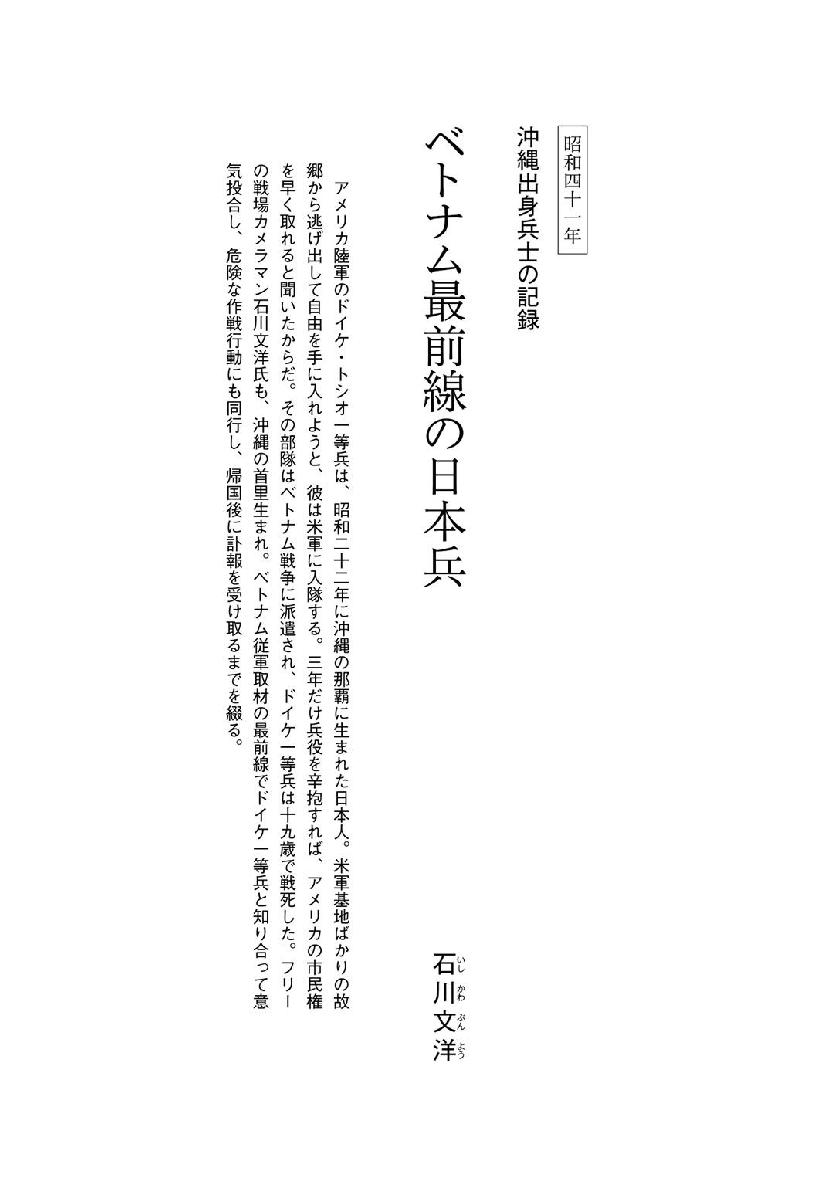 昭和四十一年
沖縄出身兵士の記録
ベトナム最前線の日本兵
石川文洋
いし かわ ぶん よう
アメリカ陸軍のドイケ・トシオ一等兵は、昭和二十二年に沖縄の那覇に生まれた日本人。米軍基地ばかりの故
郷から逃げ出して自由を手に入れようと、彼は米軍に入隊する。三年だけ兵役を辛抱すれば、アメリカの市民権
を早く取れると聞いたからだ。その部隊はベトナム戦争に派遣され、ドイケ一等兵は十九歳で戦死した。フリー
の戦場カメラマン石川文洋氏も、沖縄の首里生まれ。ベトナム従軍取材の最前線でドイケ一等兵と知り合って意
気投合し、危険な作戦行動にも同行し、帰国後に訃報を受け取るまでを綴る。